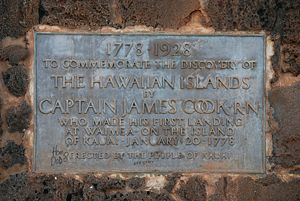 1778-1928
TO COMMEMORATE THE DISCOVERY OF
THE HAWAIIAN ISLANDS
BY
CAPTAIN JAMES COOK·R·N
WHO MADE HIS FIRST LANDING
AT WAIMEA·ON THE ISLAND
OF KAUAI·JANUARY·20·1778
ERECTED BY THE PEOPLE OF KAUAI